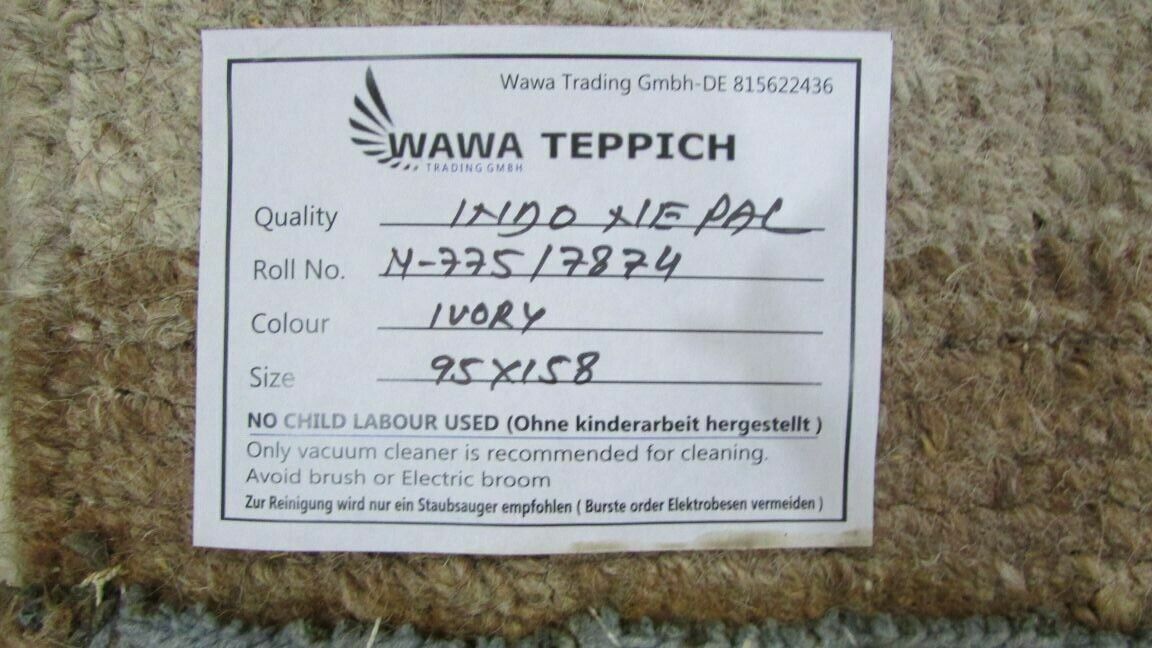 Wawa Trading Gmbh-DE 815622436
WAWA TEPPICH
TRADING GMBH
Quality INDO NEPAL
Roll No. M-775/7874
Colour IVORY
Size 95X158
NO CHILD LABOUR USED (Ohne kinderarbeit hergestellt )
Only vacuum cleaner is recommended for cleaning.
Avoid brush or Electric broom
Zur Reinigung wird nur ein Staubsauger empfohlen ( Burste order Elektrobesen vermeiden )